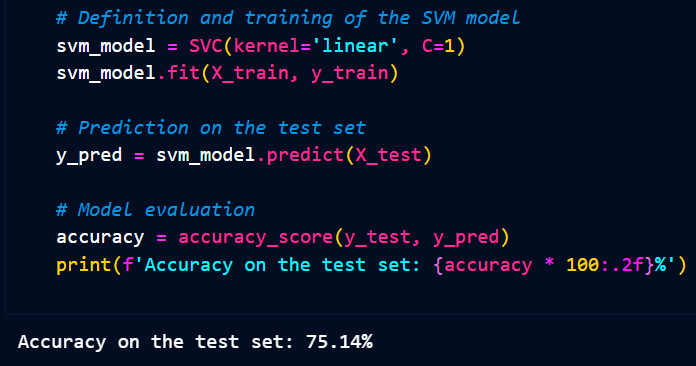 # Definition and training of the SVM model
svm_model = SVC(kernel='linear', C=1)
svm_model.fit(X_train, y_train)
# Prediction on the test set
y_pred = svm_model.predict(X_test)
# Model evaluation
accuracy = accuracy_score(y_test, y_pred)
print(f'Accuracy on the test set: {accuracy * 100:.2f}%')
Accuracy on the test set: 75.14%